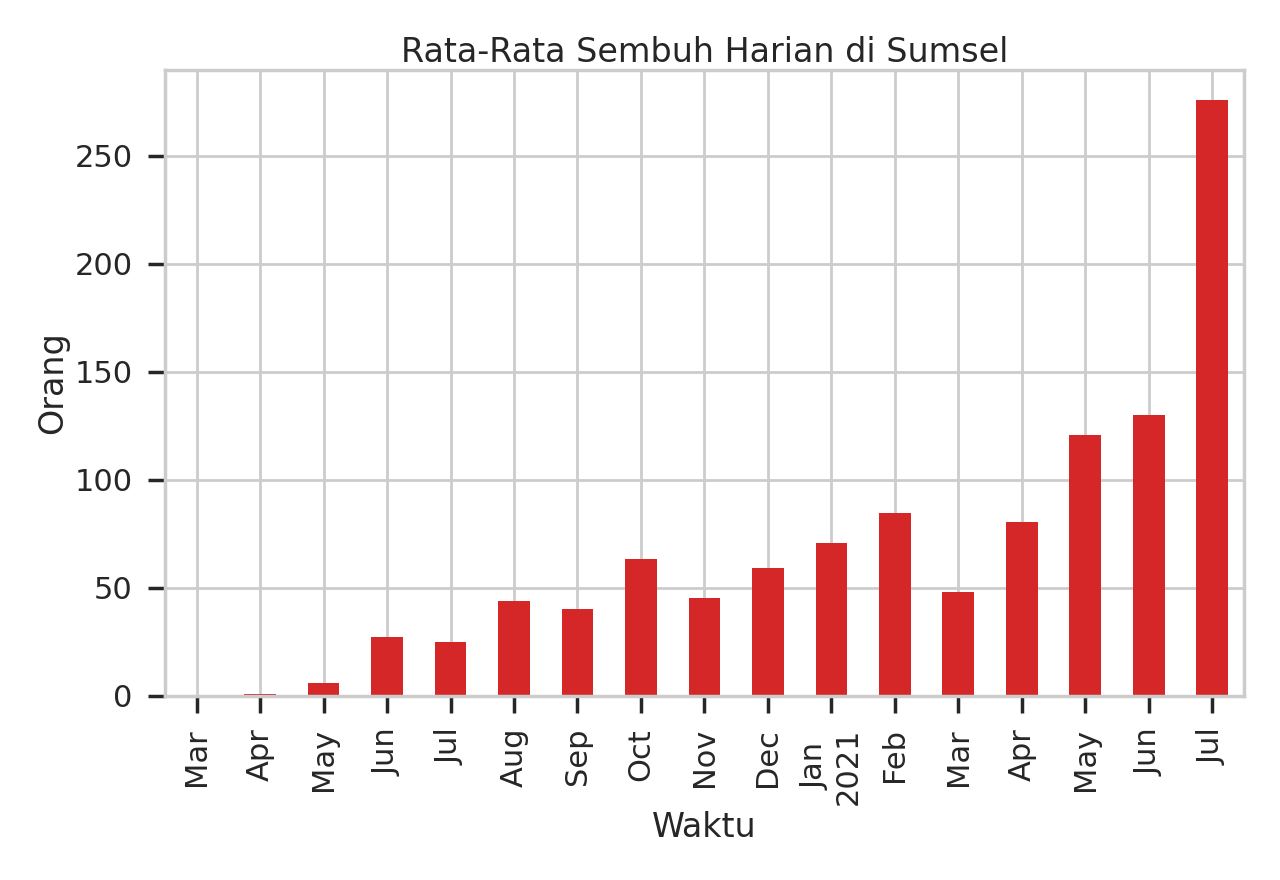 Rata-Rata Sembuh Harian di Sumsel
Orang
250
200
150
100
50
0
Mar
Apr
May
Jun
Jul
Aug
Sep
Oct
Nov
Dec
Jan
2021
Feb
Mar
Apr
May
Jun
Jul
Waktu